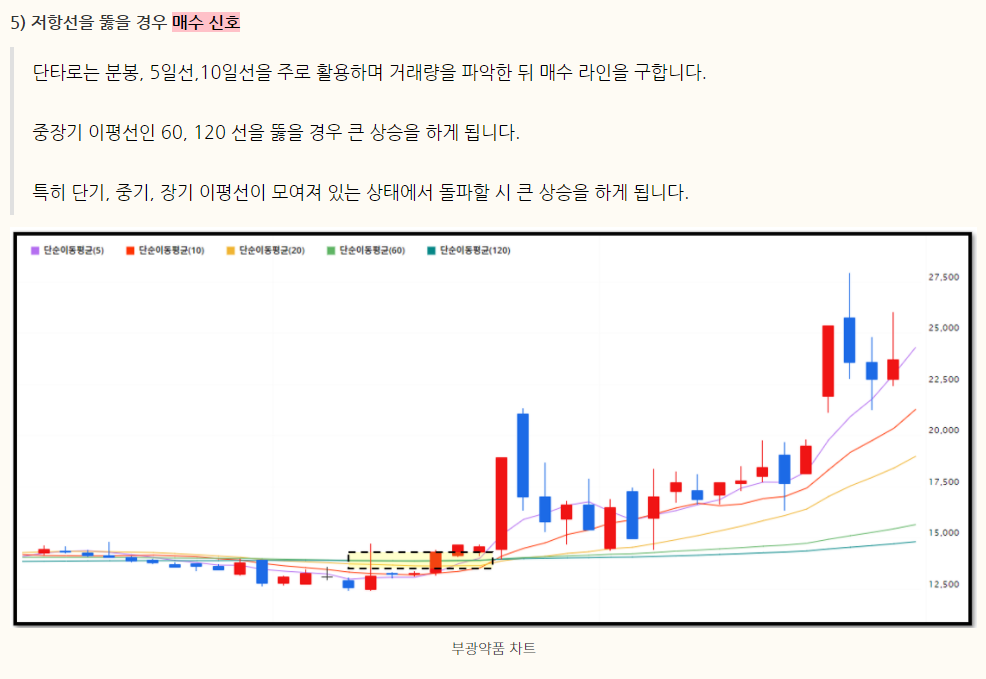 5) 저항선을 뚫을 경우 매수 신호
단타로는 분봉, 5일선,10일선을 주로 활용하며 거래량을 파악한 뒤 매수 라인을 구합니다.
중장기 이평선인 60, 120 선을 뚫을 경우 큰 상승을 하게 됩니다.
특히 단기, 중기, 장기 이평선이 모여져 있는 상태에서 돌파할 시 큰 상승을 하게 됩니다.
단순이동평균(5) 단순이동평균(10) 단순이동평균(20) 단순이동평균(60) 단순이동평균(120)
27,500
25,000
22,500
20,000
17,500
15,000
12,500
부광약품 차트